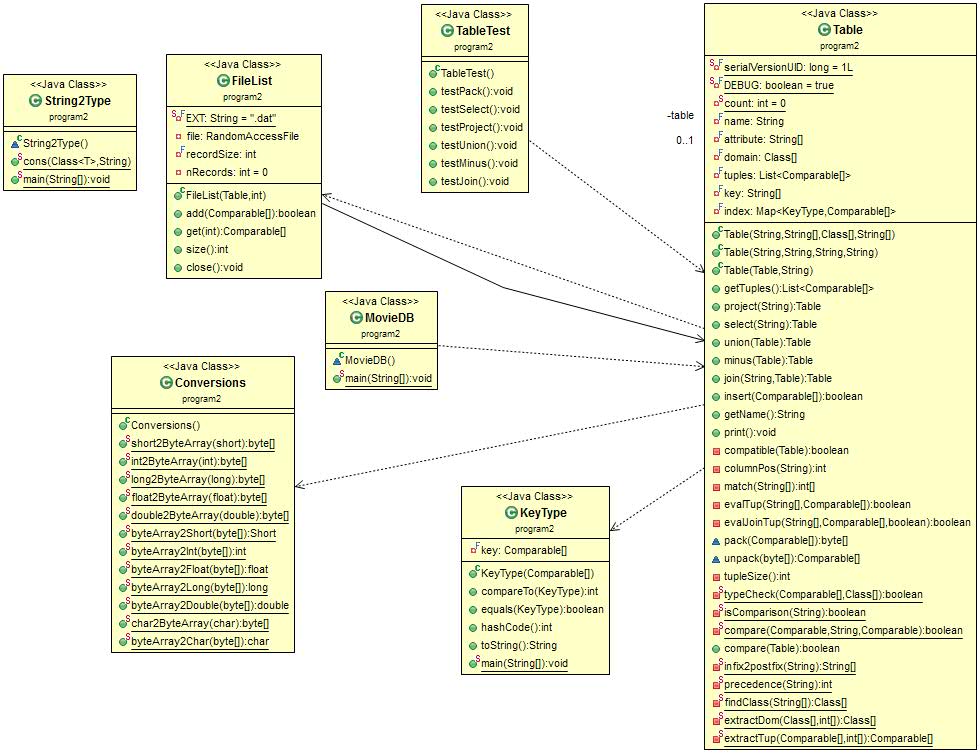 <<Java Class>>
String2Type
program2
String2Type()
cons(Class<T>,String)
main(String[]):void
<<Java Class>>
FileList
program2
EXT: String = ".dat"
file: RandomAccessFile
recordSize: int
nRecords: int = 0
FileList(Table,int)
add(Comparable[]):boolean
get(int):Comparable[]
size():int
close():void
<<Java Class>>
TableTest
program2
TableTest()
testPack():void
testSelect():void
testProject():void
testUnion():void
testMinus():void
testJoin():void
<<Java Class>>
MovieDB
program2
MovieDB()
main(String[]):void
<<Java Class>>
Conversions
program2
Conversions()
short2ByteArray(short):byte[]
int2ByteArray(int):byte[]
long2ByteArray(long):byte[]
float2ByteArray(float):byte[]
double2ByteArray(double):byte[]
byteArray2Short(byte[]):Short
byteArray2Int(byte[]):int
byteArray2Float(byte[]):float
byteArray2Long(byte[]):long
byteArray2Double(byte[]):double
char2ByteArray(char):byte[]
byteArray2Char(byte[]):char
<<Java Class>>
KeyType
program2
key: Comparable[]
KeyType(Comparable[])
compareTo(KeyType):int
equals(KeyType):boolean
hashCode():int
toString():String
main(String[]):void
-table
0..1
<<Java Class>>
Table
program2
serialVersionUID: long = 1L
DEBUG: boolean = true
count: int = 0
name: String
attribute: String[]
domain: Class[]
tuples: List<Comparable[]>
key: String[]
index: Map<KeyType,Comparable[]>
Table(String,String[],Class[],String[])
Table(String,String,String,String)
Table(Table,String)
getTuples():List<Comparable[]>
project(String):Table
select(String):Table
union(Table):Table
minus(Table):Table
join(String,Table):Table
insert(Comparable[]):boolean
getName():String
print():void
compatible(Table):boolean
columnPos(String):int
match(String[]):int[]
evalTup(String[],Comparable[]):boolean
evalJoinTup(String[],Comparable[],boolean):boolean
pack(Comparable[]):byte[]
unpack(byte[]):Comparable[]
tupleSize():int
typeCheck(Comparable[],Class[]):boolean
isComparison(String):boolean
compare(Comparable,String,Comparable):boolean
compare(Table):boolean
infix2postfix(String):String[]
precedence(String):int
findClass(String[]):Class[]
extractDom(Class[],int[]):Class[]
extractTup(Comparable[],int[]):Comparable[]